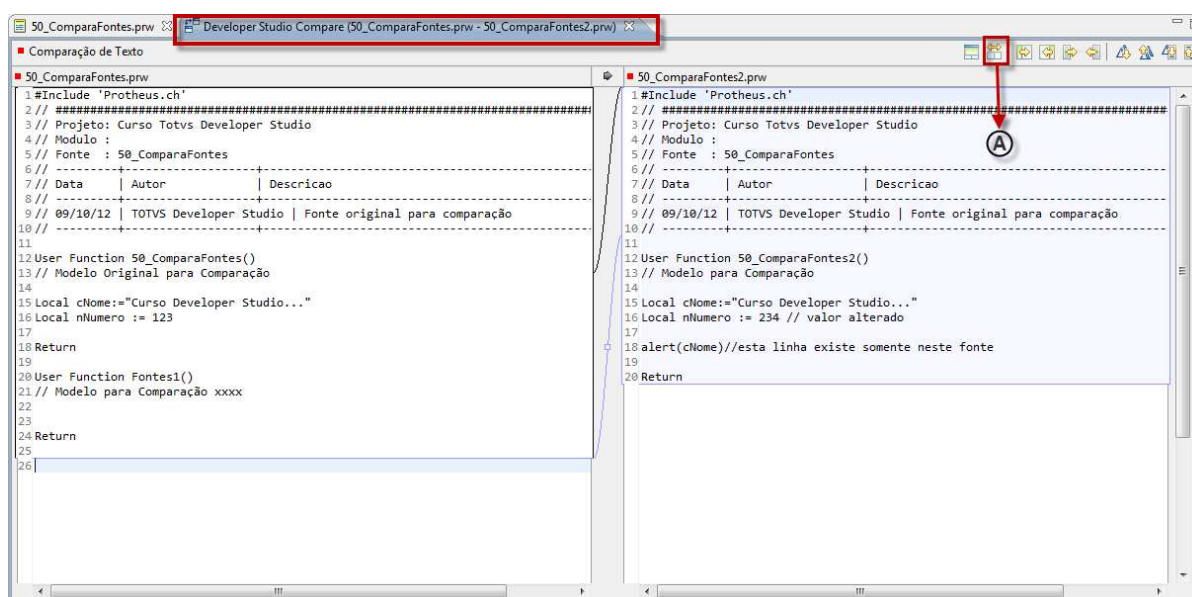 50_ComparaFontes.prw
Developer Studio Compare (50_ComparaFontes.prw - 50_ComparaFontes2.prw)
Comparação de Texto
50_ComparaFontes.prw
1 #Include 'Protheus.ch'
2 // ################################################################################
3 // Projeto: Curso Totvs Developer Studio
4 // Modulo :
5 // Fonte  : 50_ComparaFontes
6 // ---------+--------------------+-------------------------------------------------
7 // Data     | Autor              | Descricao
8 // ---------+--------------------+-------------------------------------------------
9 // 09/10/12 | TOTVS Developer Studio | Fonte original para comparação
10 // ---------+--------------------+-------------------------------------------------
11
12 User Function 50_ComparaFontes()
13 // Modelo Original para Comparação
14
15 Local cNome:="Curso Developer Studio..."
16 Local nNumero := 123
17
18 Return
19
20 User Function Fontes1()
21 // Modelo para Comparação xxxx
22
23
24 Return
25
26
50_ComparaFontes2.prw
1 #Include 'Protheus.ch'
2 // ############################################################################
3 // Projeto: Curso Totvs Developer Studio
4 // Modulo :
5 // Fonte  : 50_ComparaFontes
6 // ---------+--------------------+---------------------------------------------
7 // Data     | Autor              | Descricao
8 // ---------+--------------------+---------------------------------------------
9 // 09/10/12 | TOTVS Developer Studio | Fonte original para comparação
10 // ---------+--------------------+---------------------------------------------
11
12 User Function 50_ComparaFontes2()
13 // Modelo para Comparação
14
15 Local cNome:="Curso Developer Studio..."
16 Local nNumero := 234 // valor alterado
17
18 alert(cNome)//esta linha existe somente neste fonte
19
20 Return
A